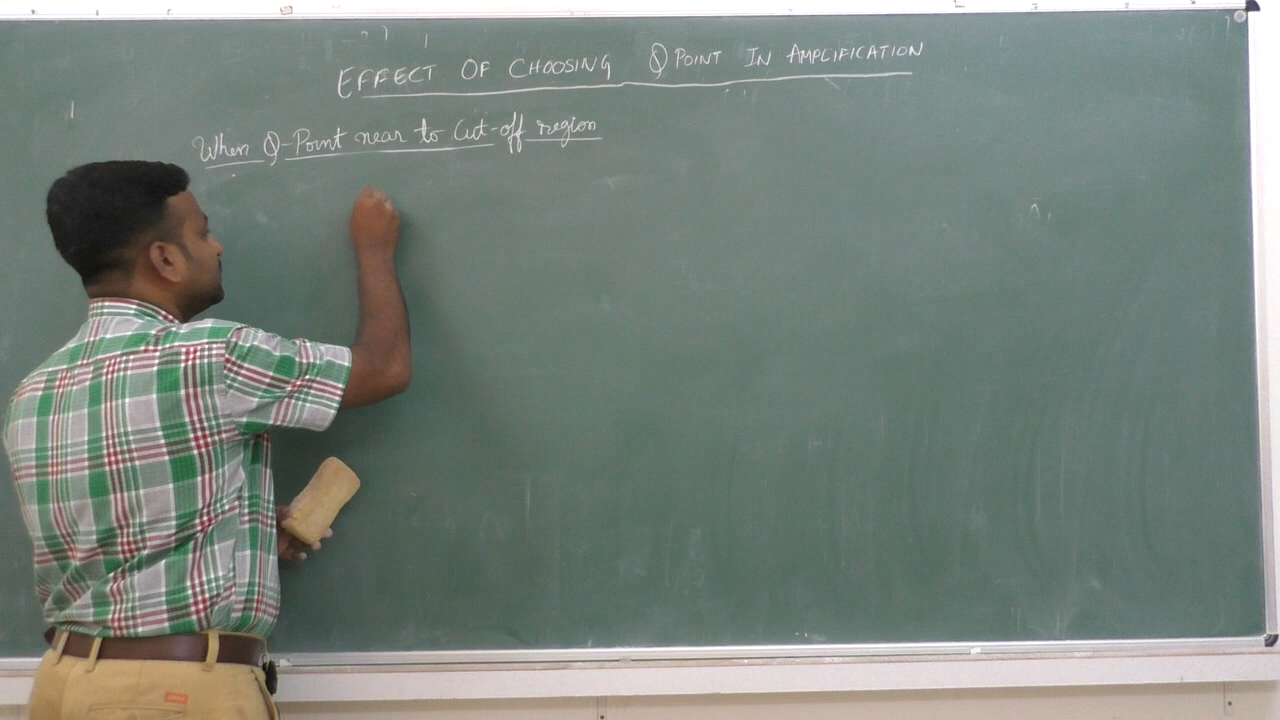 EFFECT OF CHOOSING Q POINT IN AMPLIFICATION
When Q-Point near to Cut-off region